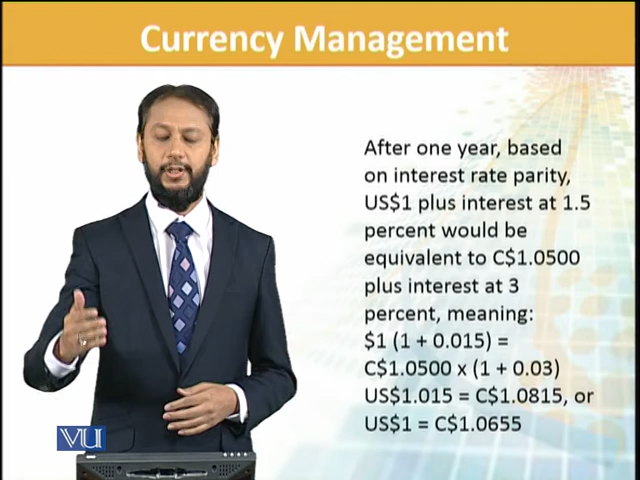 Currency Management
After one year, based
on interest rate parity,
US$1 plus interest at 1.5
percent would be
equivalent to C$1.0500
plus interest at 3
percent, meaning:
$1 (1 + 0.015) =
C$1.0500 x (1 + 0.03)
US$1.015 = C$1.0815, or
US$1 = C$1.0655
VU